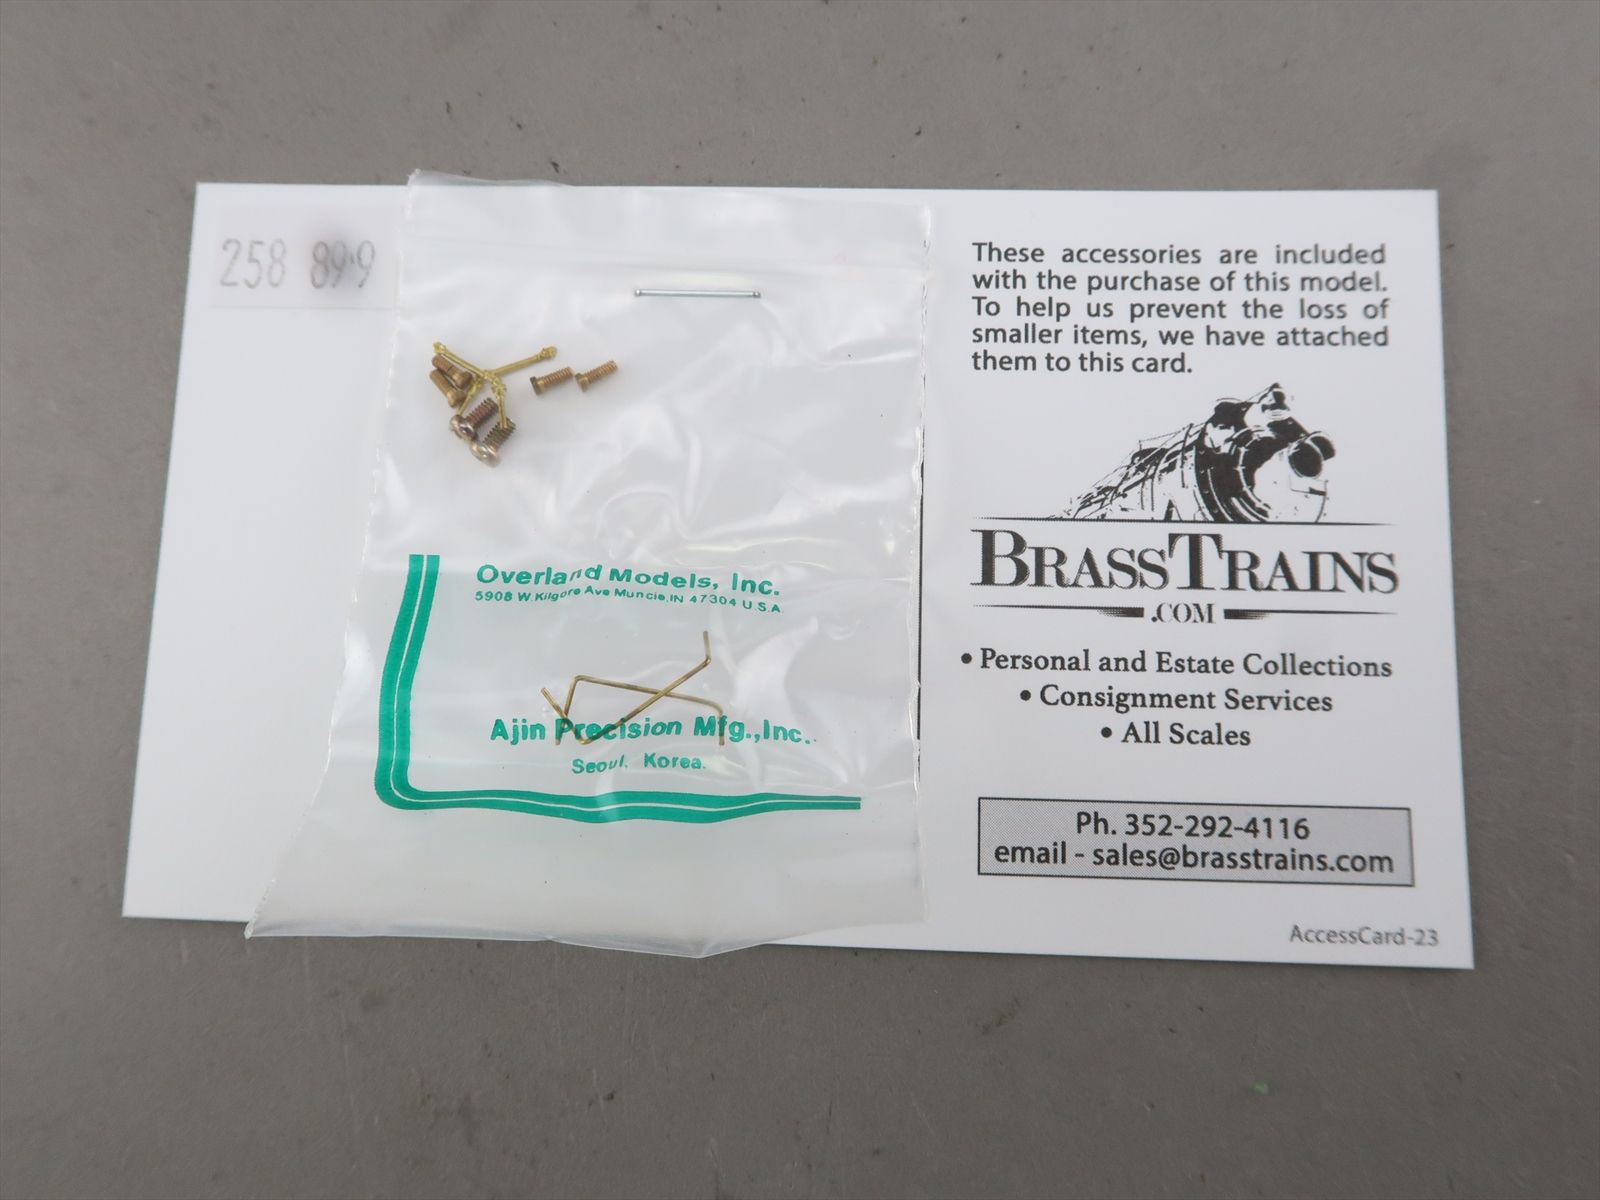 258 89.9
These accessories are included
with the purchase of this model.
To help us prevent the loss of
smaller items, we have attached
them to this card.
BRASSTRAINS
.COM
• Personal and Estate Collections
• Consignment Services
• All Scales
Ph. 352-292-4116
email - sales@brasstrains.com
AccessCard-23
Overland Models, Inc.
5908 W. Kilgore Ave Muncie, IN 47304 U.S.A.
Ajin Precision Mfg., Inc.
Seoul, Korea.